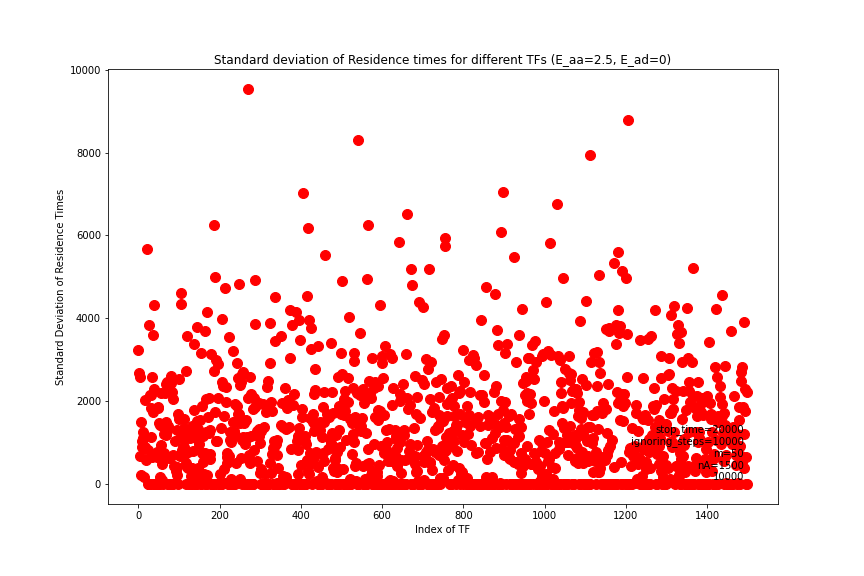 Standard deviation of Residence times for different TFs (E_aa=2.5, E_ad=0)
10000
8000
6000
4000
2000
0
Standard Deviation of Residence Times
stop_time=20000
ignoring_steps=10000
m=50
nA=1500
10000
0 200 400 600 800 1000 1200 1400
Index of TF